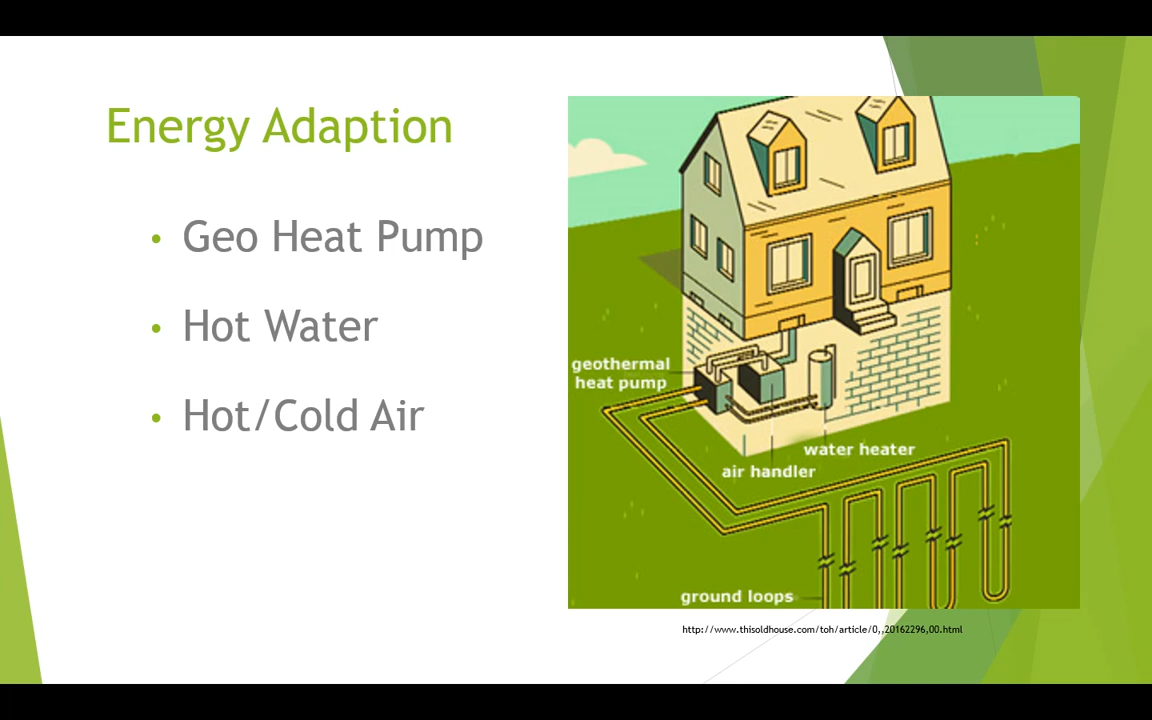 Energy Adaption
• Geo Heat Pump
• Hot Water
• Hot/Cold Air
geothermal
heat pump
water heater
air handler
ground loops
http://www.thisoldhouse.com/toh/article/0,,20162296,00.html